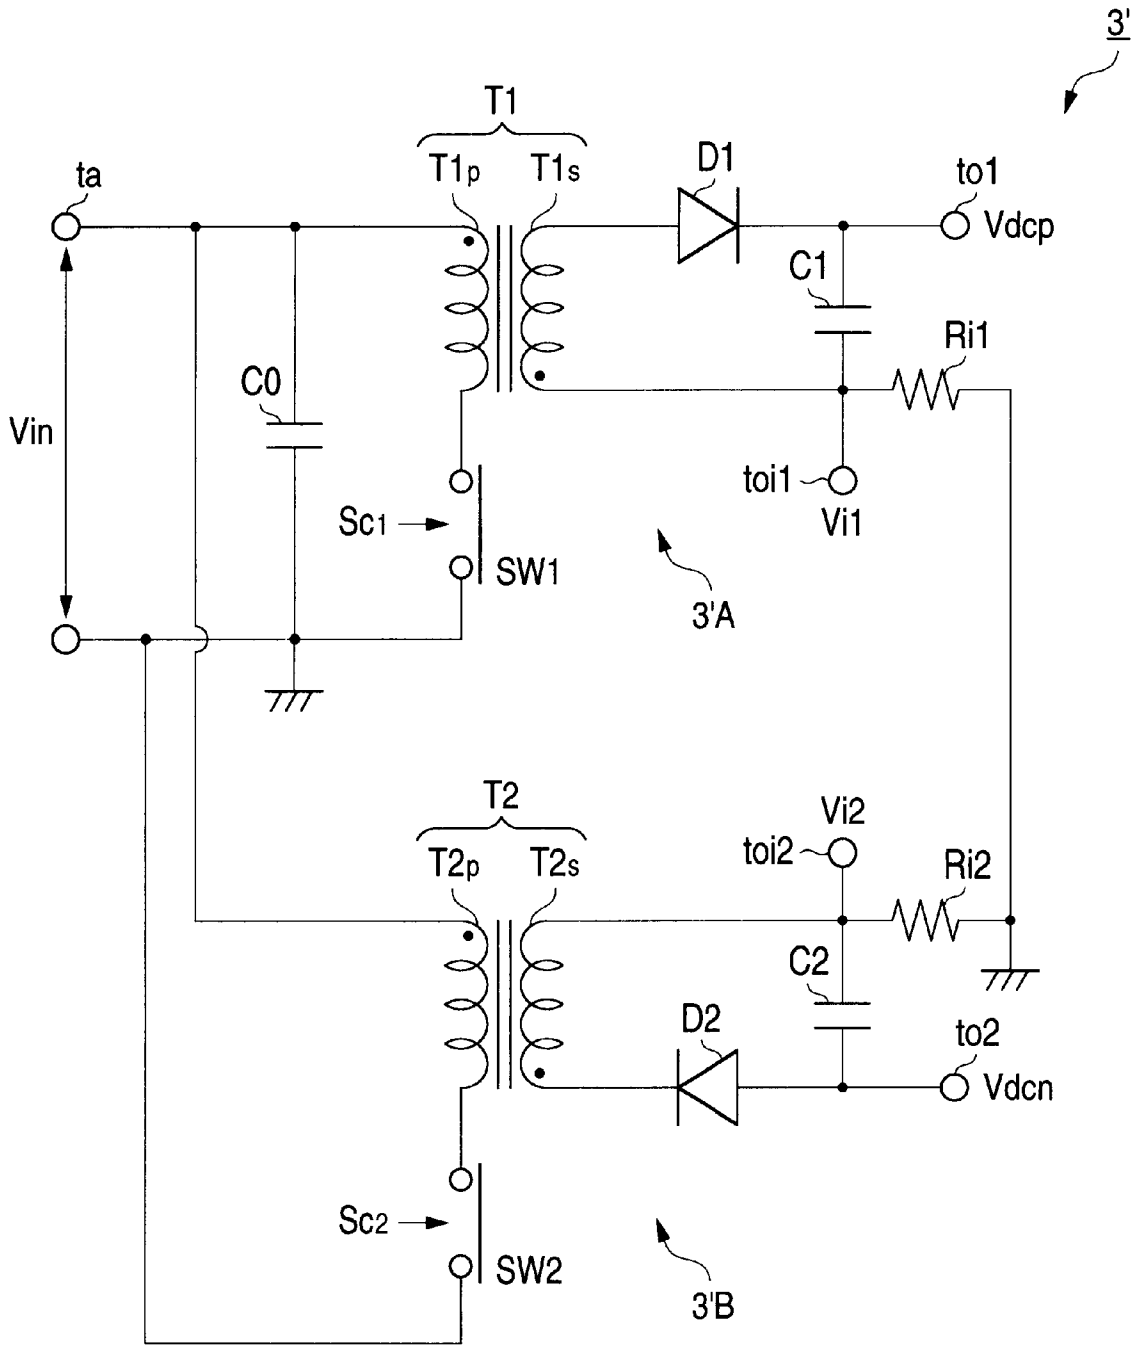 3'
T1
T1p T1s
ta
D1
to1
Vdcp
C1
Ri1
C0
Vin
toi1
Vi1
Sc1
SW1
3'A
T2
T2p T2s
Vi2
toi2
Ri2
C2
D2
to2
Vdcn
Sc2
SW2
3'B